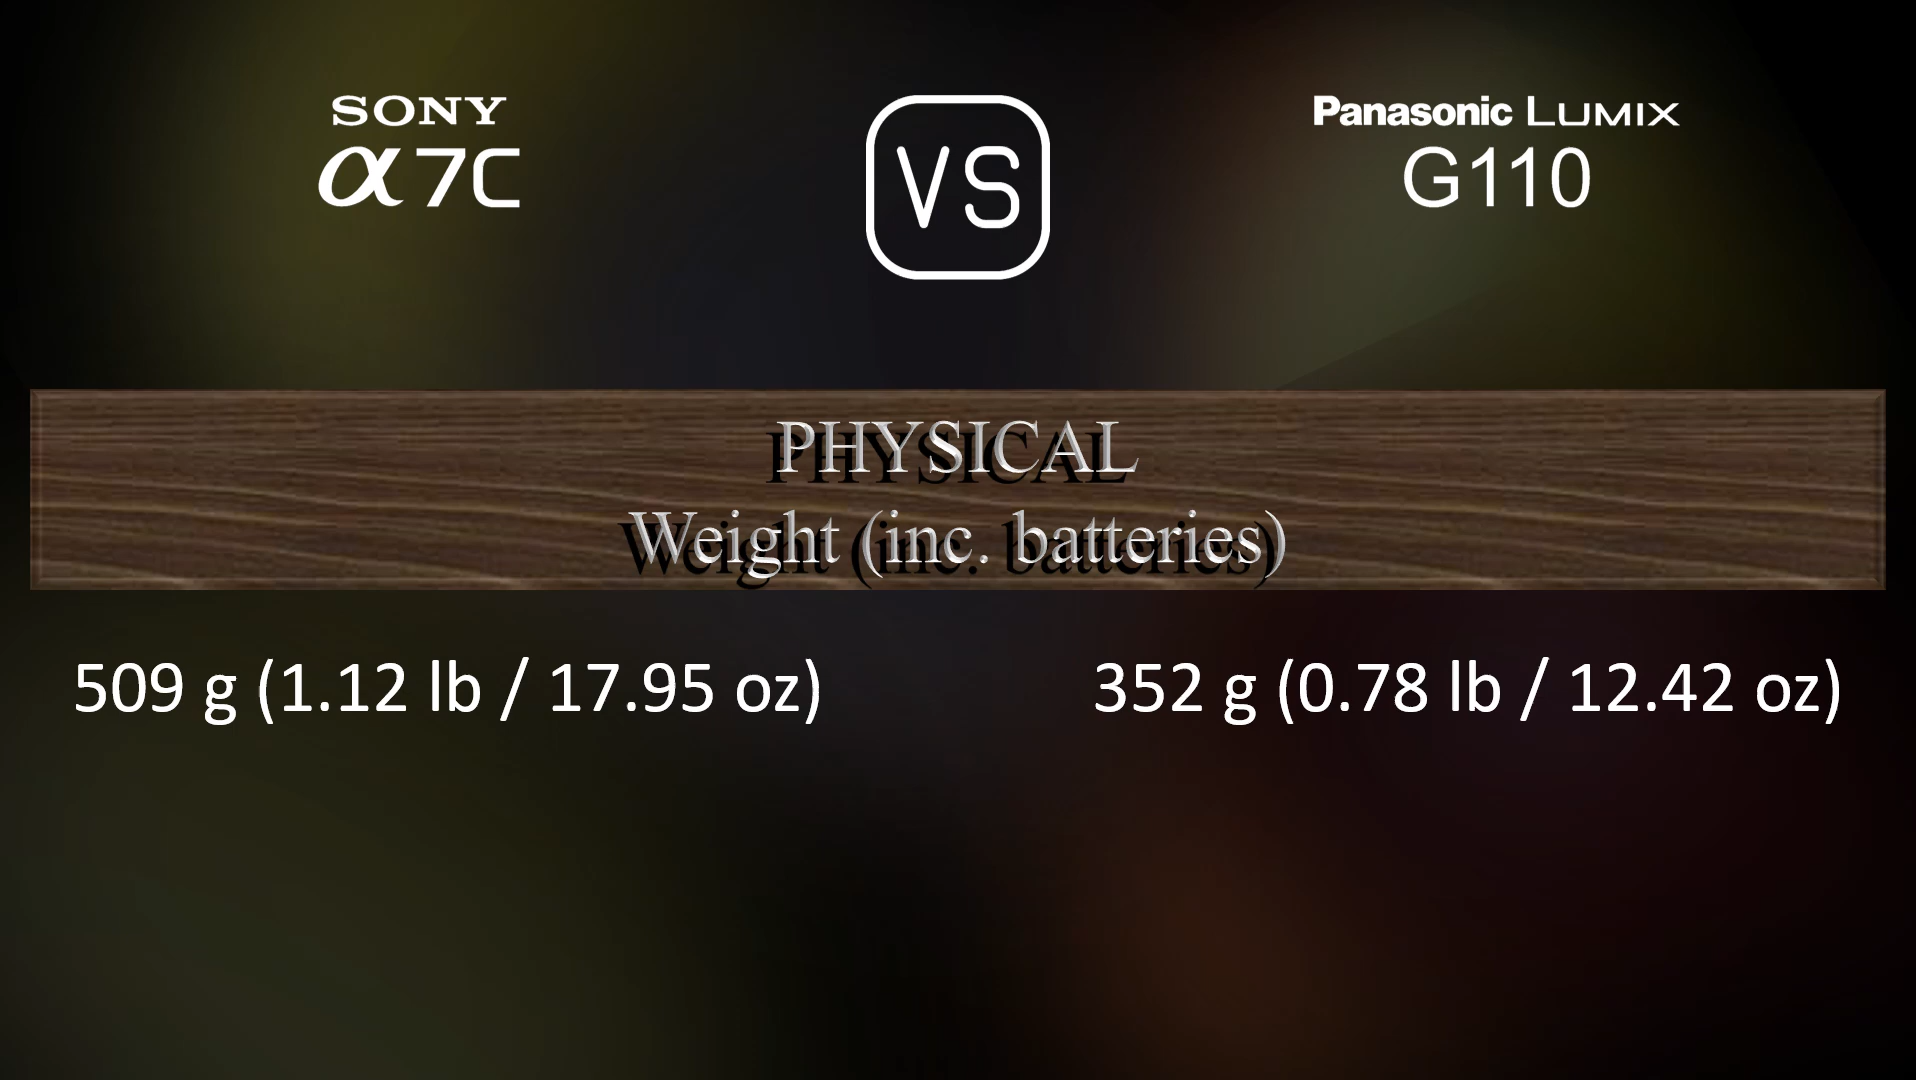 SONY
α7C
VS
Panasonic LUMIX
G110
PHYSICAL
Weight (inc. batteries)
509 g (1.12 lb / 17.95 oz)
352 g (0.78 lb / 12.42 oz)